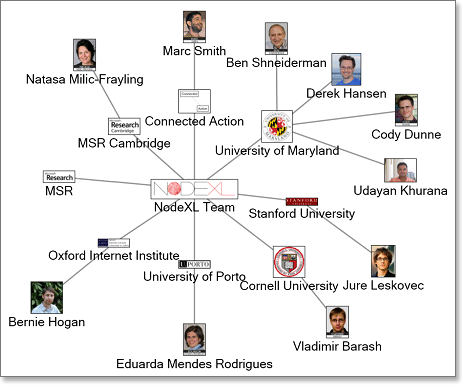 Marc Smith
Ben Shneiderman
Natasa Milic-Frayling
Derek Hansen
Connected
Action
Connected Action
Research
Cambridge
MSR Cambridge
University of Maryland
Cody Dunne
Research
MSR
NODEXL
NodeXL Team
Udayan Khurana
STANFORD
Stanford University
Oxford Internet Institute
U.PORTO
University of Porto
Cornell University
Jure Leskovec
Bernie Hogan
Vladimir Barash
Eduarda Mendes Rodrigues